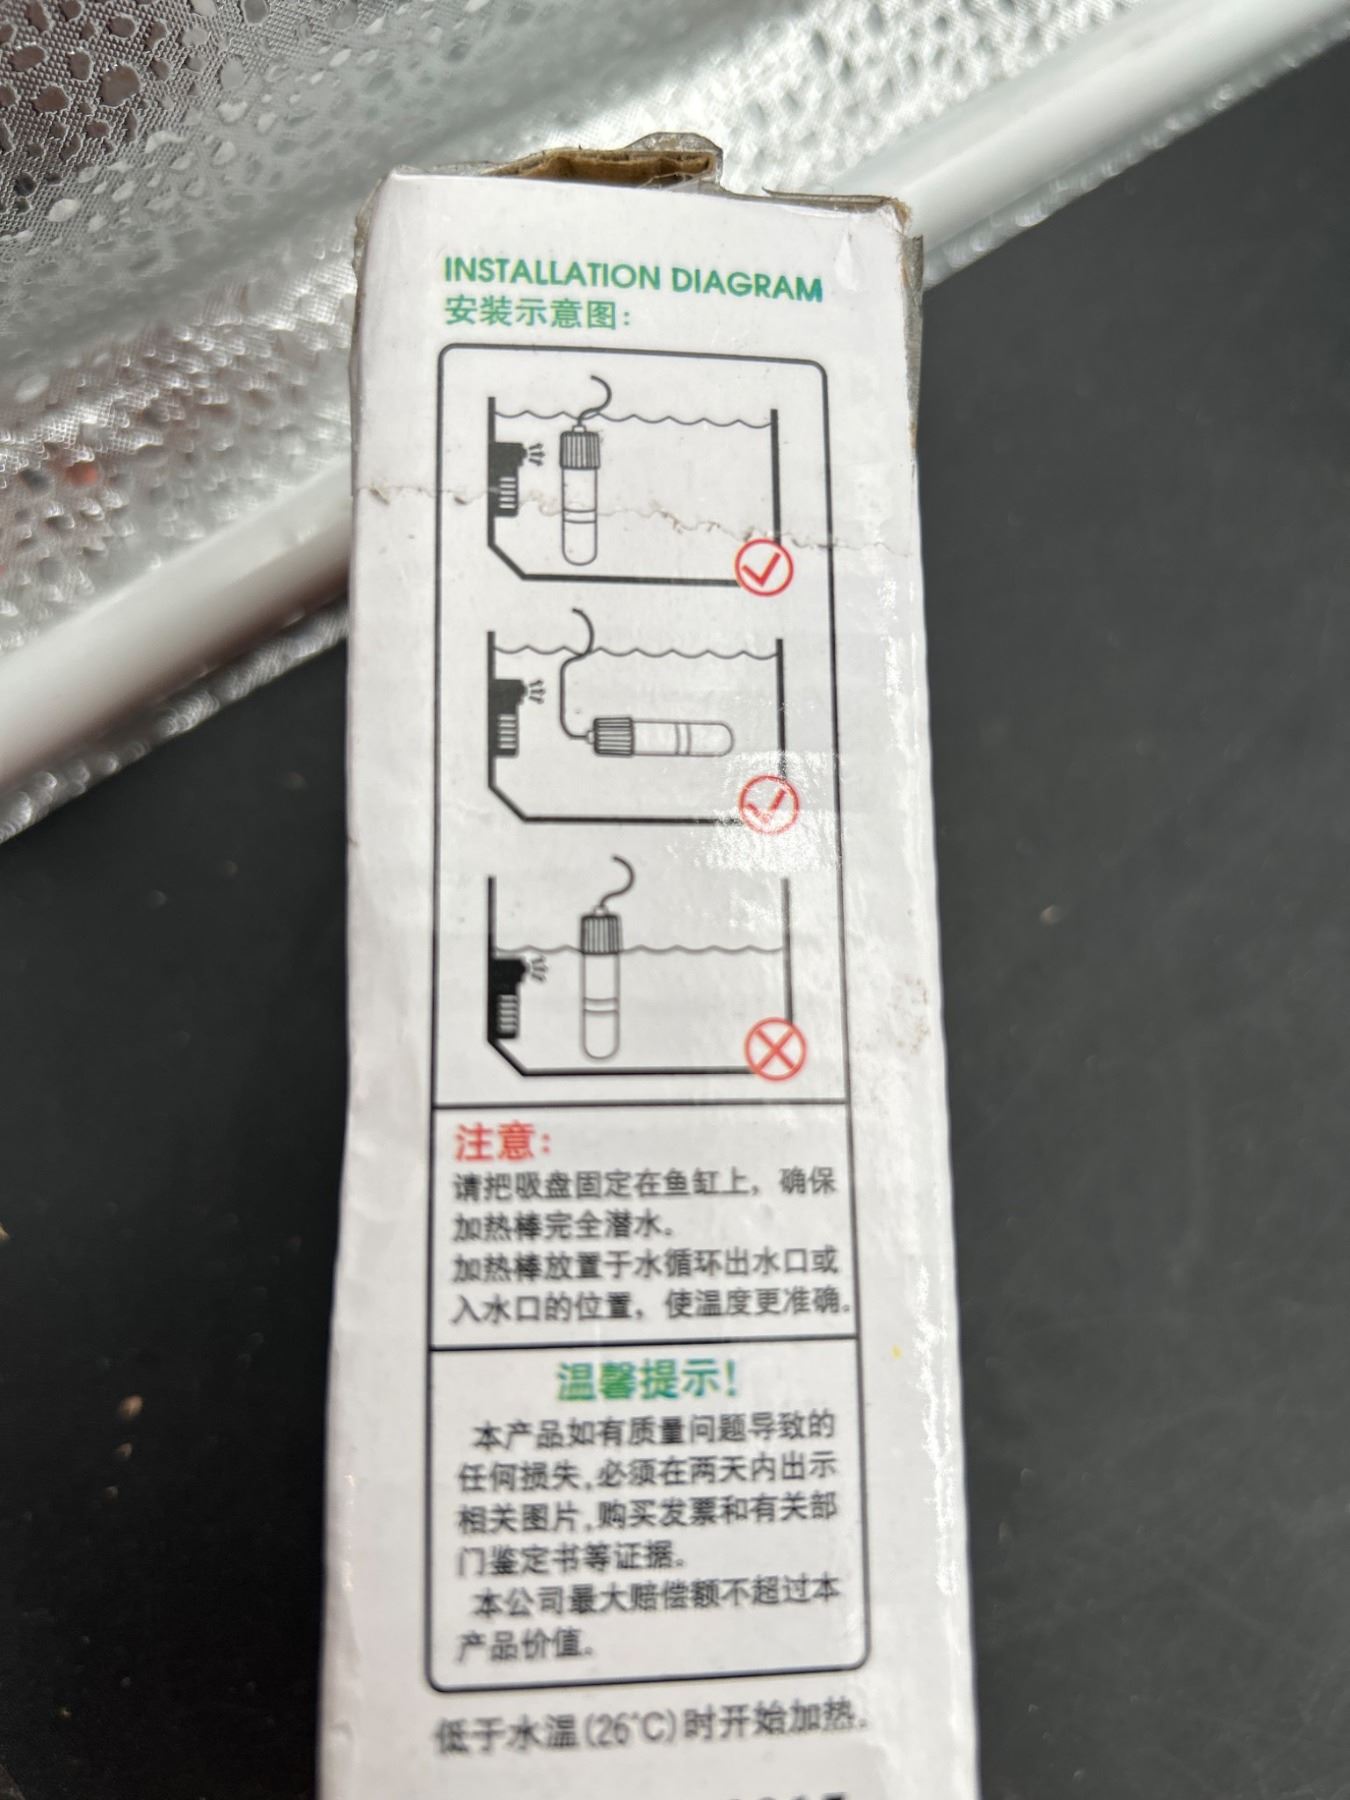 INSTALLATION DIAGRAM
安装示意图:
注意:
请把吸盘固定在鱼缸上，确保
加热棒完全潜水。
加热棒放置于水循环出水口或
入水口的位置，使温度更准确。
温馨提示!
本产品如有质量问题导致的
任何损失,必须在两天内出示
相关图片,购买发票和有关部
门鉴定书等证据。
本公司最大赔偿额不超过本
产品价值。
低于水温(26℃)时开始加热。